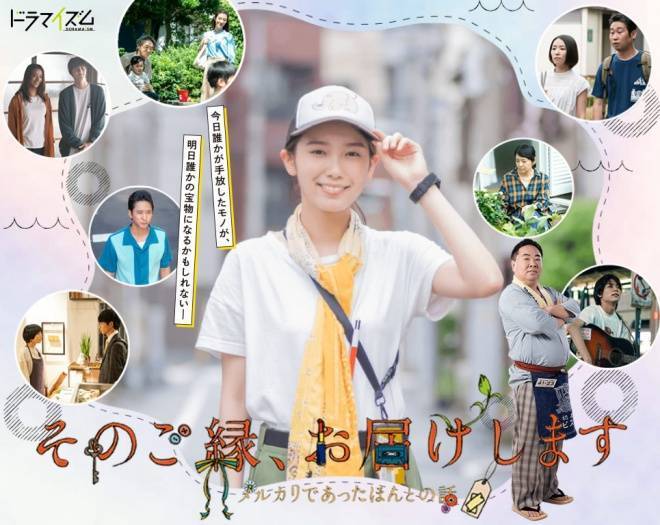 ドラマイズム
DORAMA.ISM
今日誰かが手放したモノが、
明日誰かの宝物になるかもしれない―
そのご縁、お届けします
―メルカリであったほんとの話―